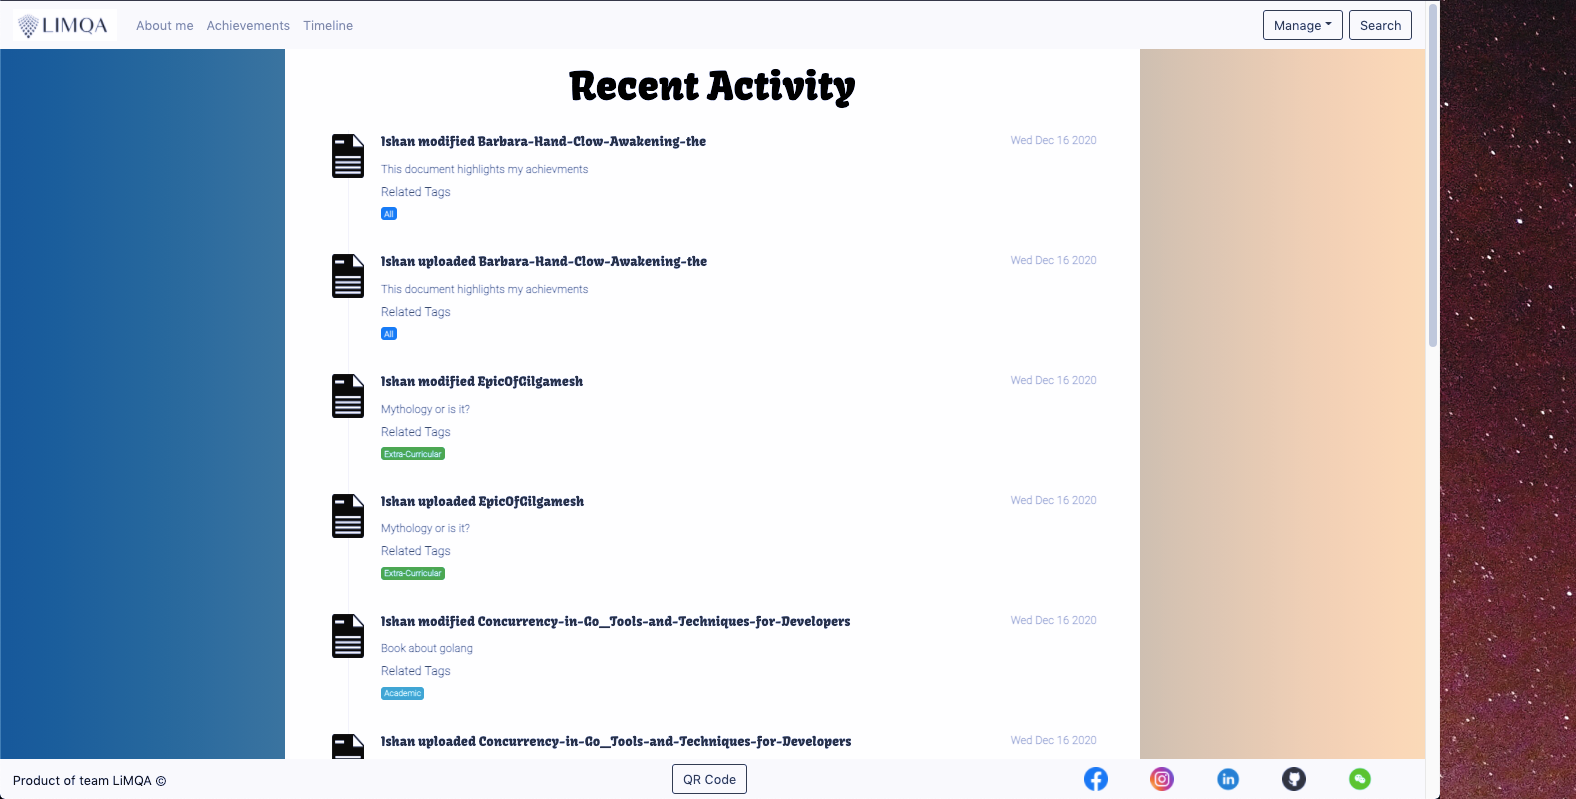 LIMQA About me Achievements Timeline Manage Search
Recent Activity
Ishan modified Barbara-Hand-Clow-Awakening-the Wed Dec 16 2020
This document highlights my achievments
Related Tags
All
Ishan uploaded Barbara-Hand-Clow-Awakening-the Wed Dec 16 2020
This document highlights my achievments
Related Tags
All
Ishan modified EpicOfGilgamesh Wed Dec 16 2020
Mythology or is it?
Related Tags
Extra-Curricular
Ishan uploaded EpicOfGilgamesh Wed Dec 16 2020
Mythology or is it?
Related Tags
Extra-Curricular
Ishan modified Concurrency-in-Go_Tools-and-Techniques-for-Developers Wed Dec 16 2020
Book about golang
Related Tags
Academic
Ishan uploaded Concurrency-in-Go_Tools-and-Techniques-for-Developers Wed Dec 16 2020
Product of team LiMQA © QR Code in